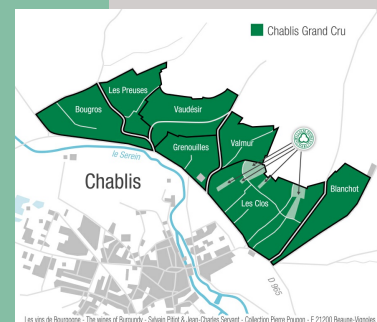 Chablis Grand Cru
Les Preuses
Bougros
Vaudésir
Grenouilles
Valmur
le Serein
Chablis
Blanchot
Les Clos
D 965
Les vins de Bourgogne - The wines of Burgundy - Sylvain Pitiot & Jean-Charles Servant - Collection Pierre Poupon - F 21200 Beaune-Vignoles